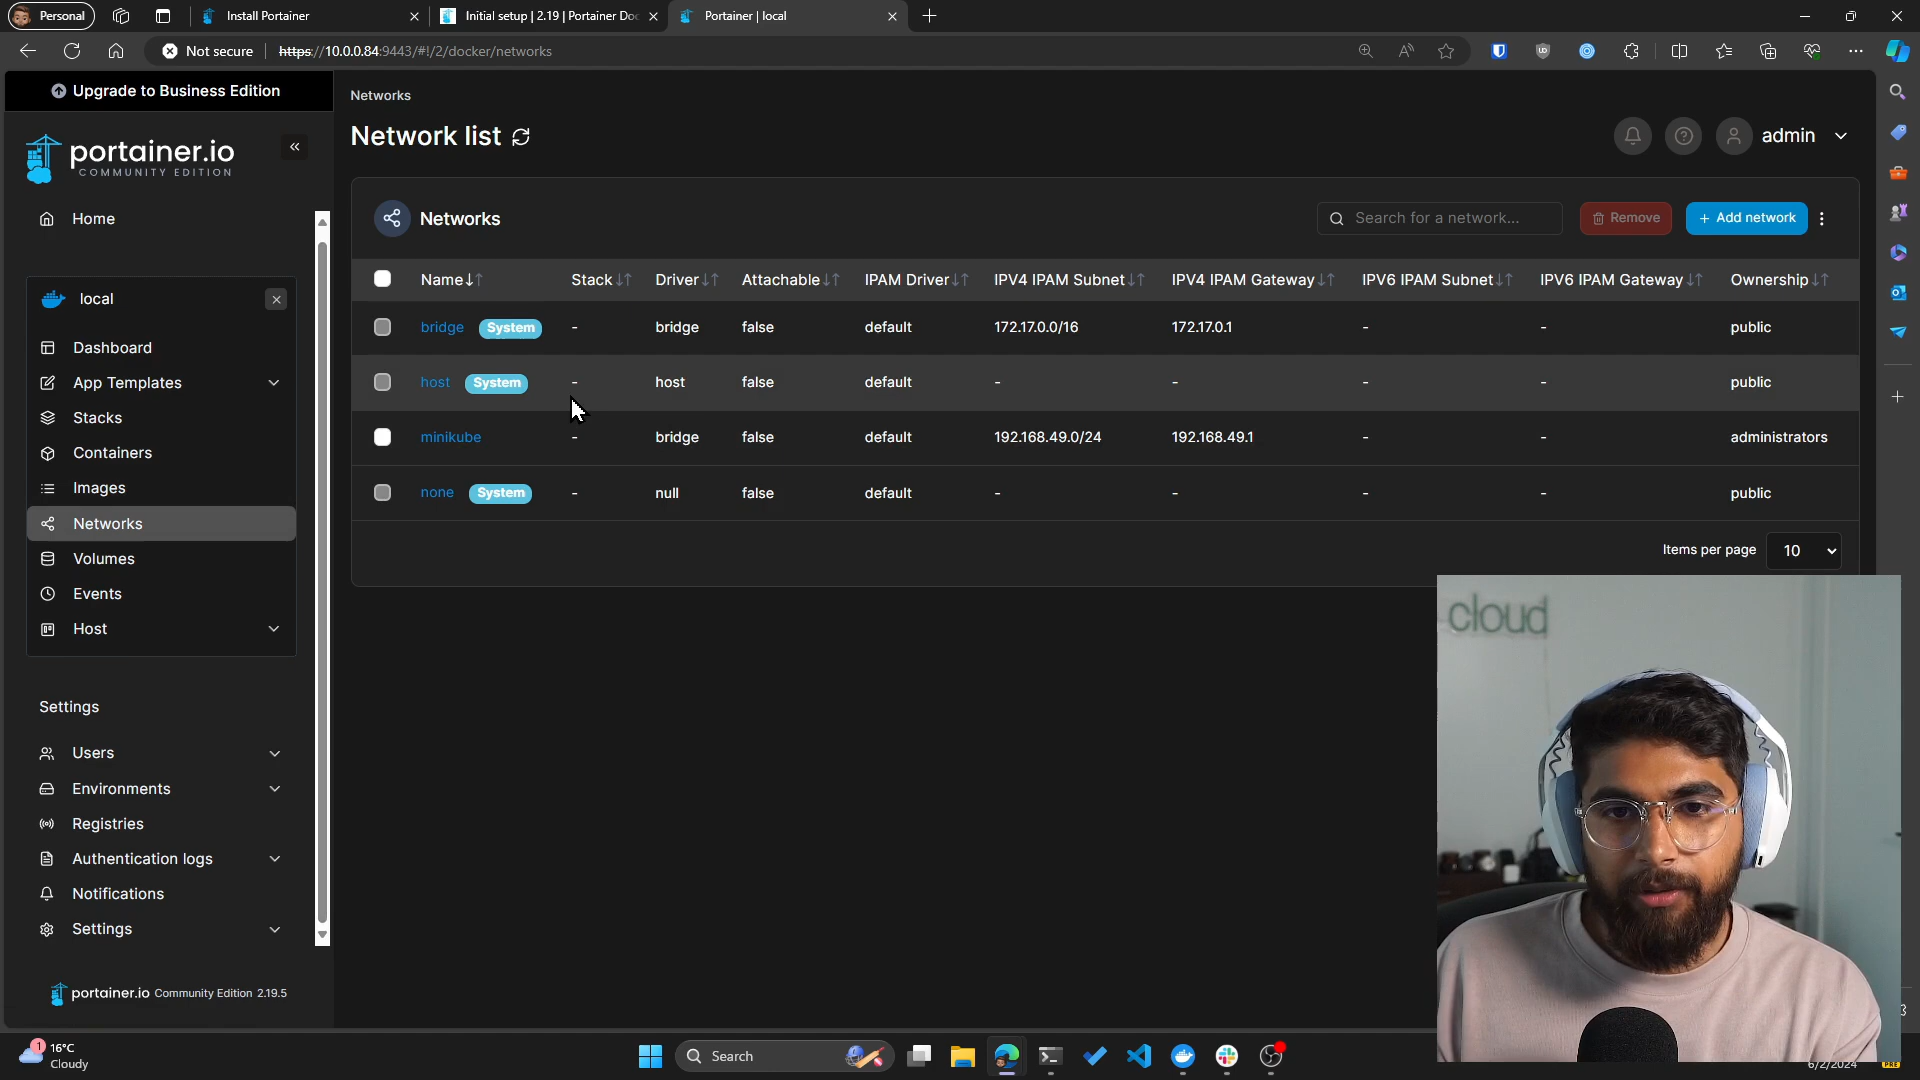 Personal
Install Portainer
Initial setup | 2.19 | Portainer Doc
Portainer | local
Not secure
https://10.0.0.84:9443/#!/2/docker/networks
Upgrade to Business Edition
portainer.io
COMMUNITY EDITION
Home
local
Dashboard
App Templates
Stacks
Containers
Images
Networks
Volumes
Events
Host
Settings
Users
Environments
Registries
Authentication logs
Notifications
Settings
portainer.io Community Edition 2.19.5
Networks
Network list
admin
Networks
Search for a network...
Remove
Add network
Name Stack Driver Attachable IPAM Driver IPV4 IPAM Subnet IPV4 IPAM Gateway IPV6 IPAM Subnet IPV6 IPAM Gateway Ownership
bridge System - bridge false default 172.17.0.0/16 172.17.0.1 - - public
host System - host false default - - - - public
minikube - bridge false default 192.168.49.0/24 192.168.49.1 - - administrators
none System - null false default - - - - public
Items per page 10
cloud
1
16°C
Cloudy
Search
6/2/2024
PRE